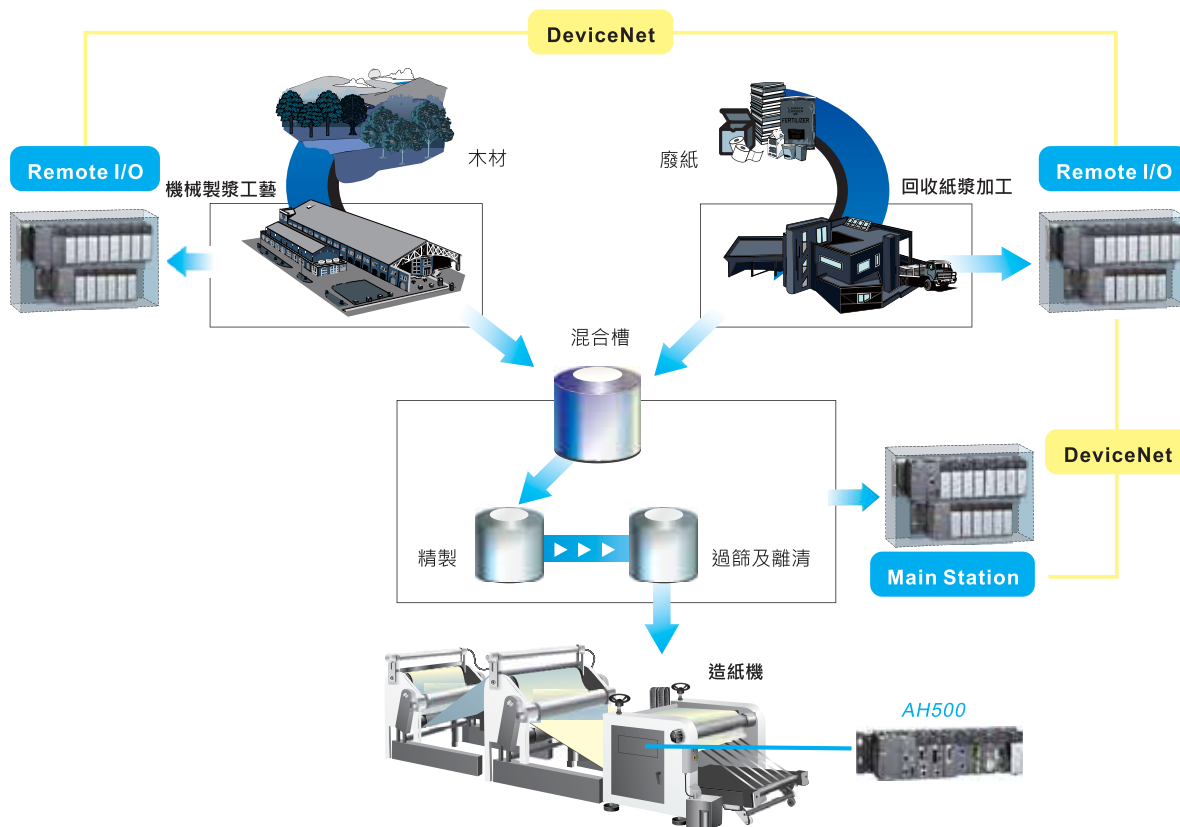 DeviceNet
木材
廢紙
FERTILIZER
Remote I/O
機械製漿工藝
回收紙漿加工
Remote I/O
混合槽
DeviceNet
精製
過篩及離清
Main Station
造紙機
AH500